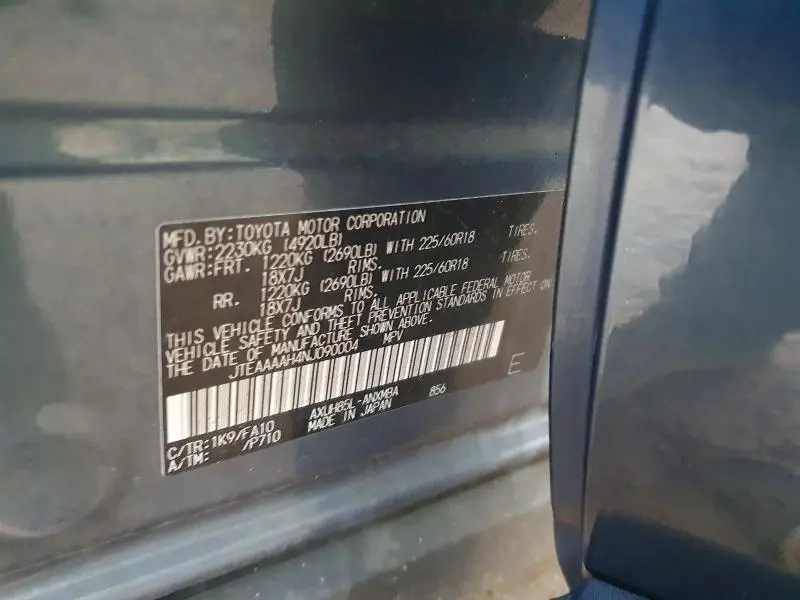 MFD. BY: TOYOTA MOTOR CORPORATION
GVWR: 2230KG (4920LB)
GAWR: FRT. 1220KG (2690LB) WITH 225/60R18 TIRES.
18X7J RIMS.
RR. 1220KG (2690LB) WITH 225/60R18 TIRES.
18X7J RIMS.
THIS VEHICLE CONFORMS TO ALL APPLICABLE FEDERAL MOTOR
VEHICLE SAFETY AND THEFT PREVENTION STANDARDS IN EFFECT ON
THE DATE OF MANUFACTURE SHOWN ABOVE.
JTEAAAAH4NJ090004 MPV
E
C/TR: 1K9/FA10 AXUH85L-ANXMBA 856
A/TM: /P710 MADE IN JAPAN